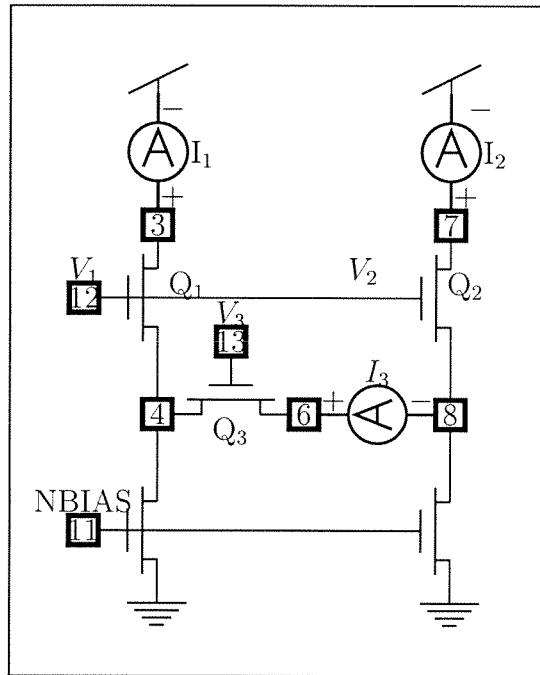 −
−
A I₁
A I₂
+
+
3
7
V₁
V₂
12
Q₁
Q₂
V₃
13
I₃
4
6
+
A
−
8
Q₃
NBIAS
11